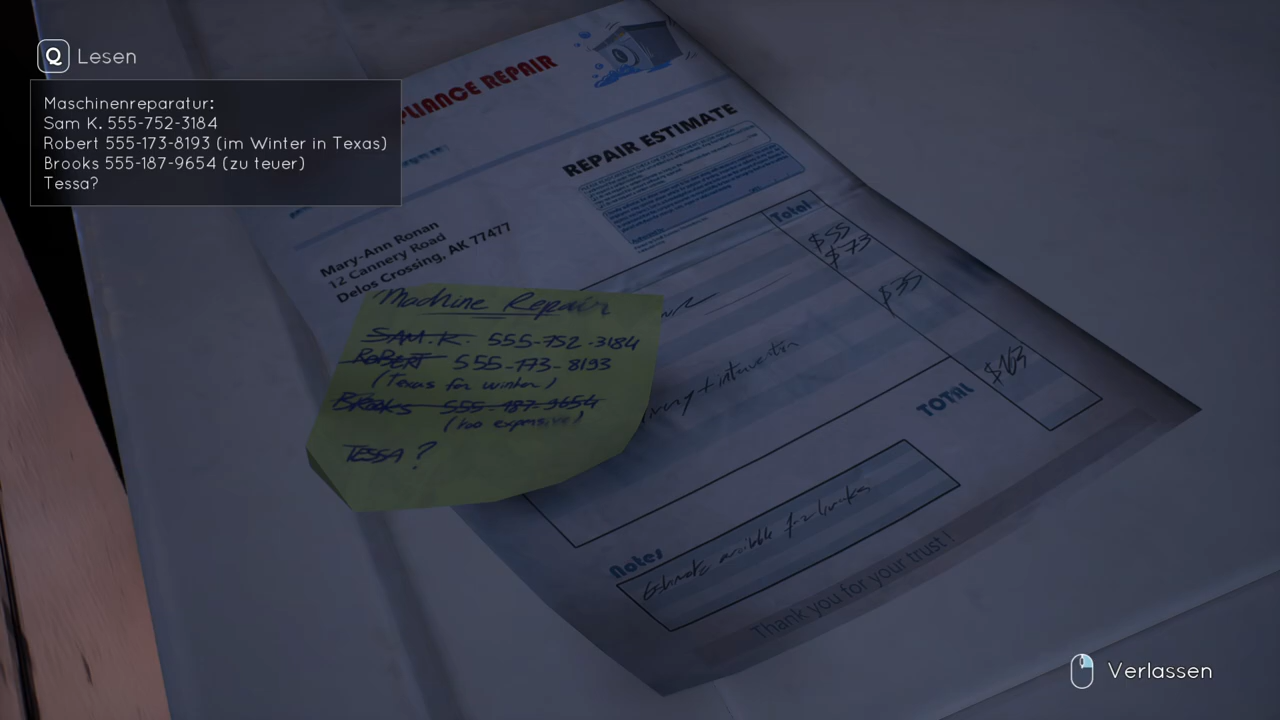 Q Lesen
Maschinenreparatur:
Sam K. 555-752-3184
Robert 555-173-8193 (im Winter in Texas)
Brooks 555-187-9654 (zu teuer)
Tessa?
PLIANCE REPAIR
REPAIR ESTIMATE
Mary-Ann Ronan
12 Cannery Road
Delos Crossing, AK 77477
Total
$55
$73
$35
Machine Repair
SAM. K. 555-752-3184
ROBERT 555-173-8193
(Texas for winter)
Brooks 555-187-9654
(too expensive)
TESSA ?
TOTAL $163
Notes
Estimate
Thank you for your trust !
Verlassen